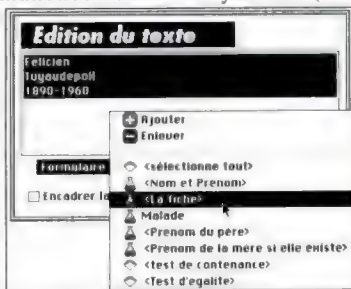 Edition du texte
Felicien
Tuyaudepoil
1890-1960
Ajouter
Enlever
Formulaire
<sélectionne tout>
<Nom et Prenom>
Encadrer la
<La fiche>
Malade
<Prenom du père>
<Prenom de la mère si elle existe>
<test de contenance>
<Test d'egalite>